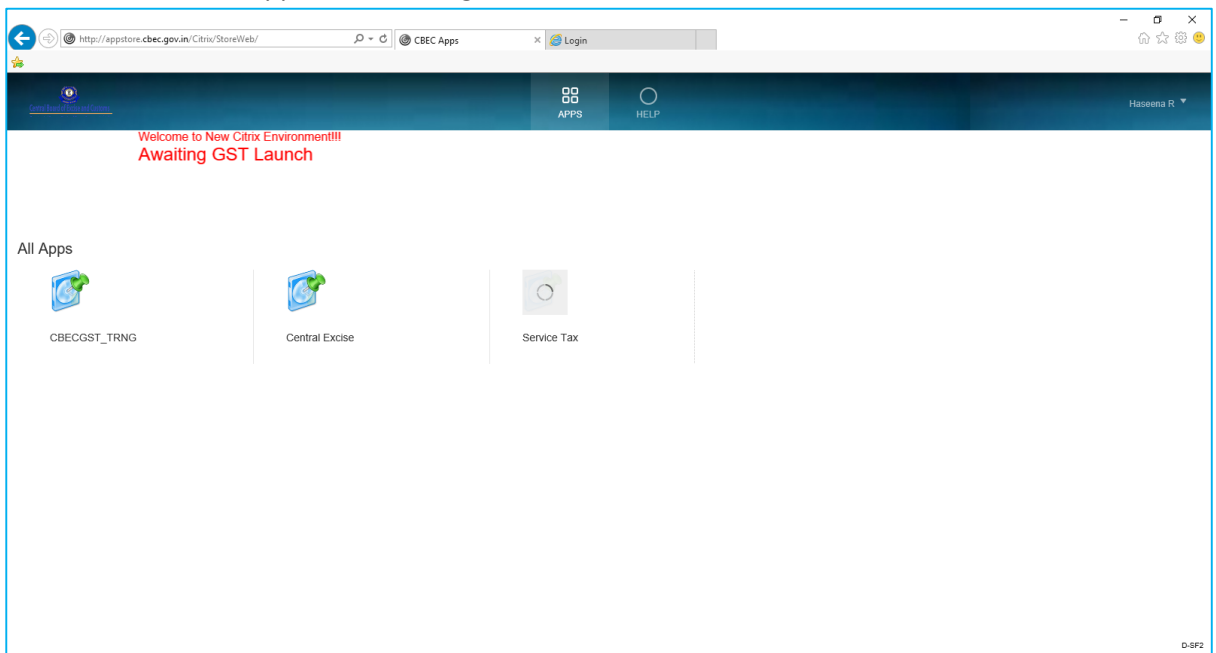 http://appstore.cbec.gov.in/Citrix/StoreWeb/
CBEC Apps
Login
APPS
HELP
Haseena R
Welcome to New Citrix Environment!!!
Awaiting GST Launch
All Apps
CBECGST_TRNG
Central Excise
Service Tax
D-SF2